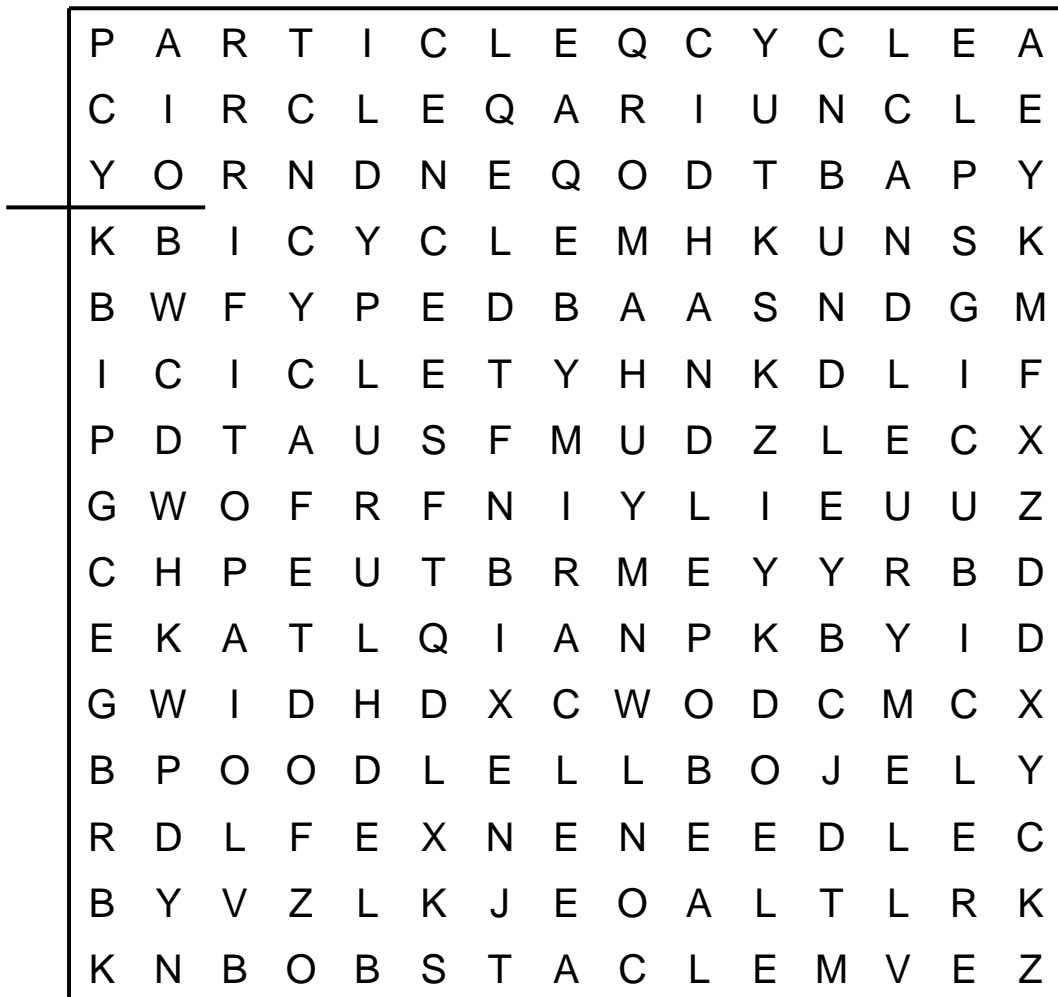 P A R T I C L E Q C Y C L E A
C I R C L E Q A R I U N C L E
Y O R N D N E Q O D T B A P Y
K B I C Y C L E M H K U N S K
B W F Y P E D B A A S N D G M
I C I C L E T Y H N K D L I F
P D T A U S F M U D Z L E C X
G W O F R F N I Y L I E U U Z
C H P E U T B R M E Y Y R B D
E K A T L Q I A N P K B Y I D
G W I D H D X C W O D C M C X
B P O O D L E L L B O J E L Y
R D L F E X N E N E E D L E C
B Y V Z L K J E O A L T L R K
K N B O B S T A C L E M V E Z